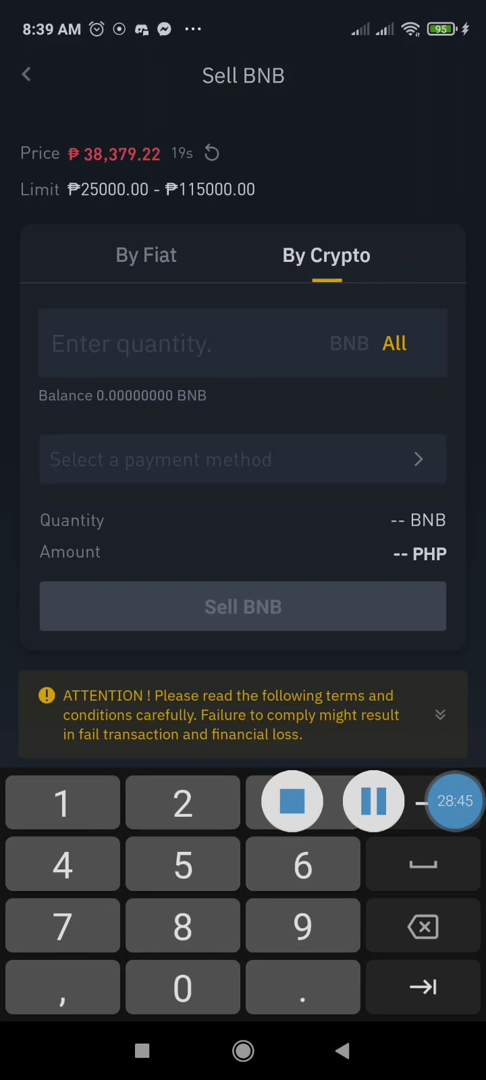 8:39 AM ... 95
Sell BNB
Price ₱ 38,379.22 19s
Limit ₱25000.00 - ₱115000.00
By Fiat By Crypto
Enter quantity. BNB All
Balance 0.00000000 BNB
Select a payment method
Quantity -- BNB
Amount -- PHP
Sell BNB
ATTENTION ! Please read the following terms and
conditions carefully. Failure to comply might result
in fail transaction and financial loss.
1 2 – 28:45
4 5 6
7 8 9
, 0 .